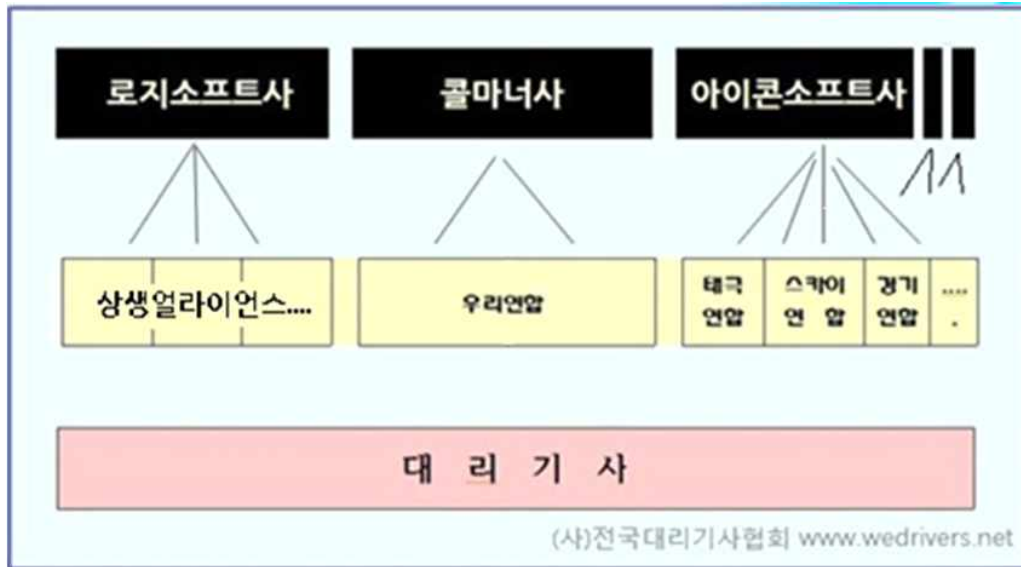 로지소프트사
콜마너사
아이콘소프트사
상생얼라이언스....
우리연합
태극
연합
스카이
연 합
경기
연합
.....
.
대 리 기 사
(사)전국대리기사협회 www.wedrivers.net